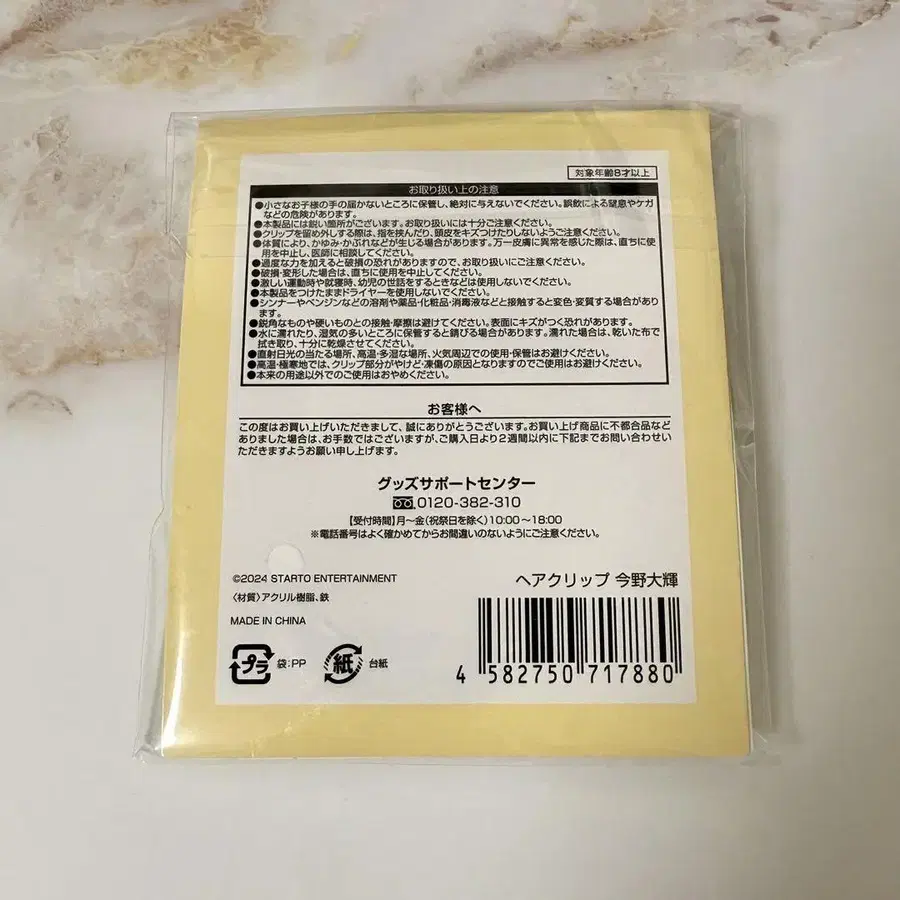 対象年齢8才以上
お取り扱い上の注意
●小さなお子様の手の届かないところに保管し、絶対に与えないでください。誤飲による窒息やケガ
などの危険があります。
●本製品には鋭い箇所がございます。お取り扱いには十分ご注意ください。
●クリップを留め外しする際は、指を挟んだり、頭皮をキズつけたりしないようご注意ください。
●体質により、かゆみ・かぶれなどが生じる場合があります。万一皮膚に異常を感じた際は、直ちに使
用を中止し、医師に相談してください。
●過度な力を加えると破損の恐れがありますので、お取り扱いにご注意ください。
●破損・変形した場合は、直ちに使用を中止してください。
●激しい運動時や就寝時、幼児の世話をするときなどは使用しないでください。
●本製品をつけたままドライヤーを使用しないでください。
●シンナーやベンジンなどの溶剤や薬品・化粧品・消毒液などと接触すると変色・変質する場合があり
ます。
●鋭角なものや硬いものとの接触・摩擦は避けてください。表面にキズがつく恐れがあります。
●水に濡れたり、湿気の多いところに保管すると錆びる場合があります。濡れた場合は、乾いた布で
拭き取り、十分に乾燥させてください。
●直射日光の当たる場所、高温・多湿な場所、火気周辺での使用・保管はお避けください。
●高温・極寒地では、クリップ部分がやけど・凍傷の原因となりますのでご使用はお避けください。
●本来の用途以外でのご使用はおやめください。
お客様へ
この度はお買い上げいただきまして、誠にありがとうございます。お買い上げ商品に不都合品など
ありました場合は、お手数ではございますが、ご購入日より2週間以内に下記までお問い合わせい
ただきますようお願い申し上げます。
グッズサポートセンター
0120-382-310
【受付時間】月〜金(祝祭日を除く)10:00〜18:00
※電話番号はよく確かめてからお間違いのないようにご注意ください。
©2024 STARTO ENTERTAINMENT
〈材質〉アクリル樹脂、鉄
MADE IN CHINA
プラ 袋:PP 紙 台紙
ヘアクリップ 今野大輝
4 582750 717880